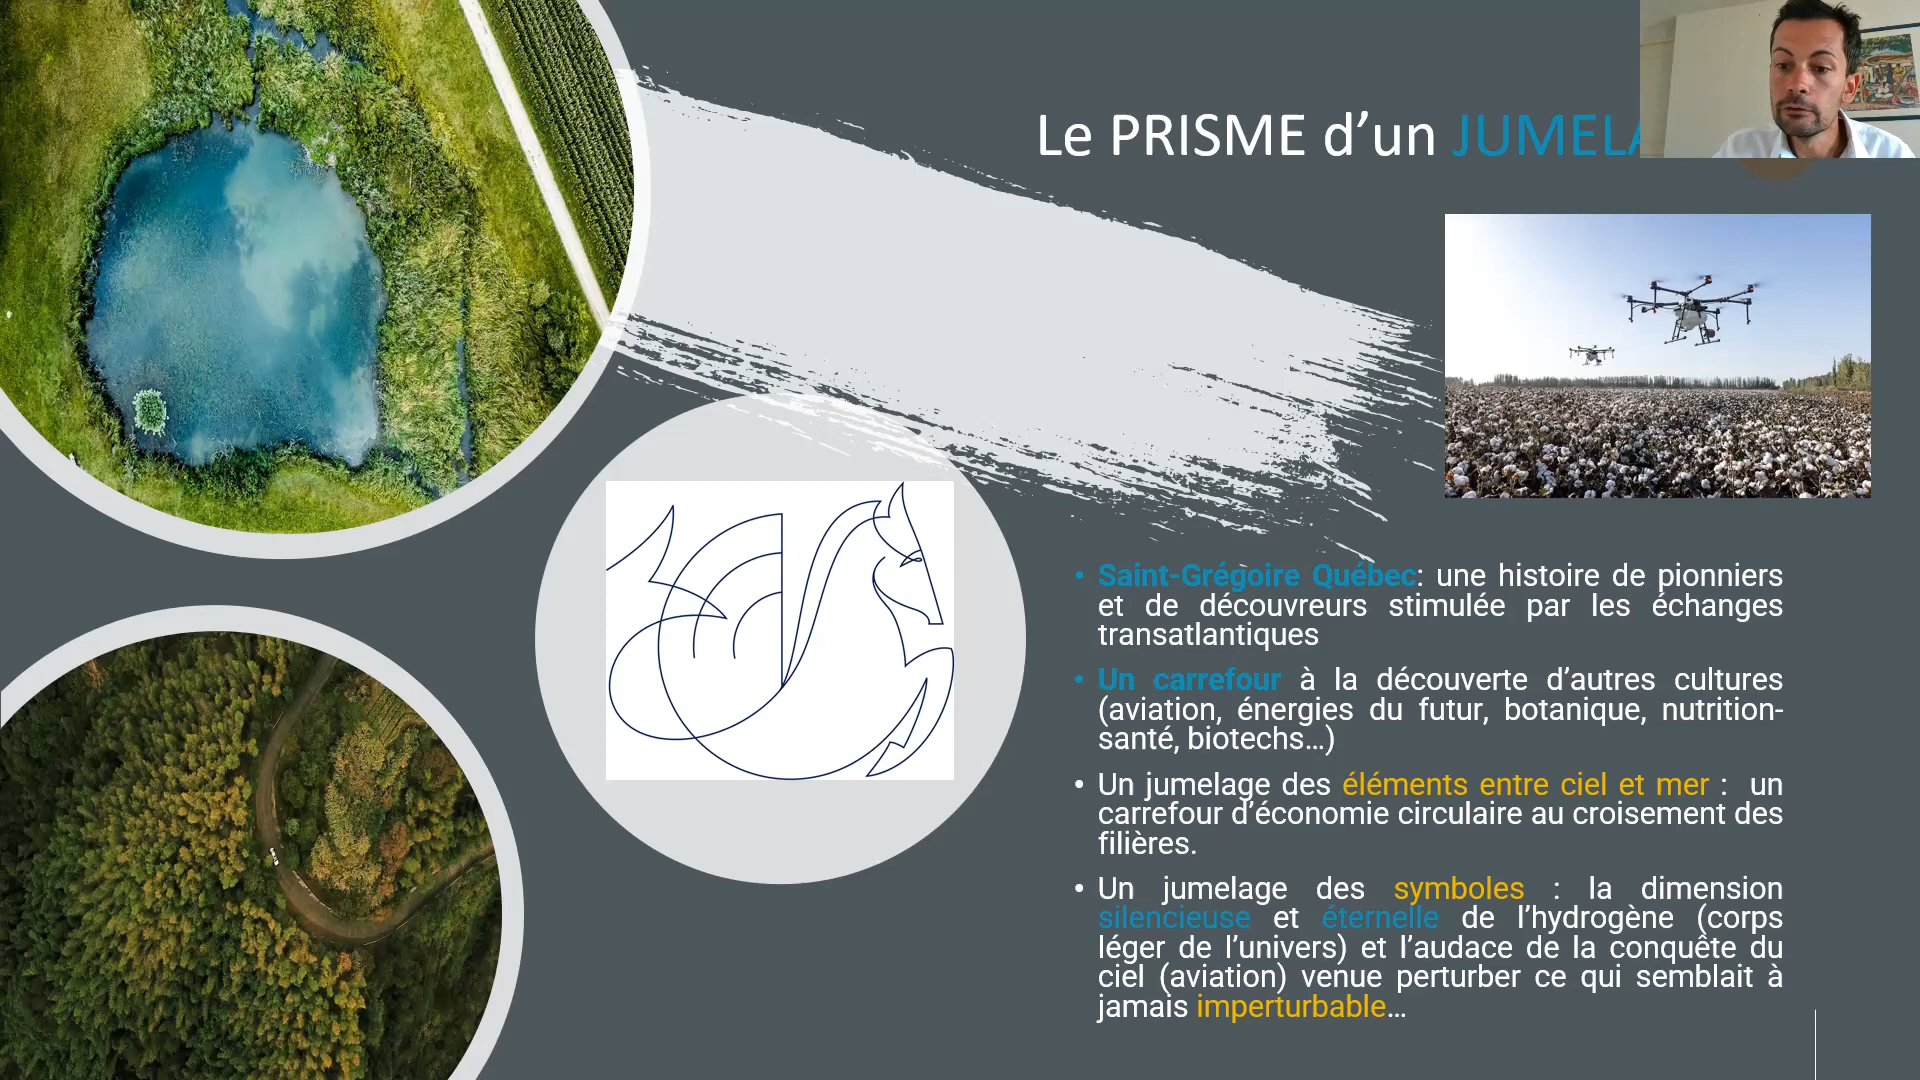 Le PRISME d’un JUMELA
• Saint-Grégoire Québec: une histoire de pionniers
et de découvreurs stimulée par les échanges
transatlantiques
• Un carrefour à la découverte d’autres cultures
(aviation, énergies du futur, botanique, nutrition-
santé, biotechs…)
• Un jumelage des éléments entre ciel et mer : un
carrefour d’économie circulaire au croisement des
filières.
• Un jumelage des symboles : la dimension
silencieuse et éternelle de l’hydrogène (corps
léger de l’univers) et l’audace de la conquête du
ciel (aviation) venue perturber ce qui semblait à
jamais imperturbable…